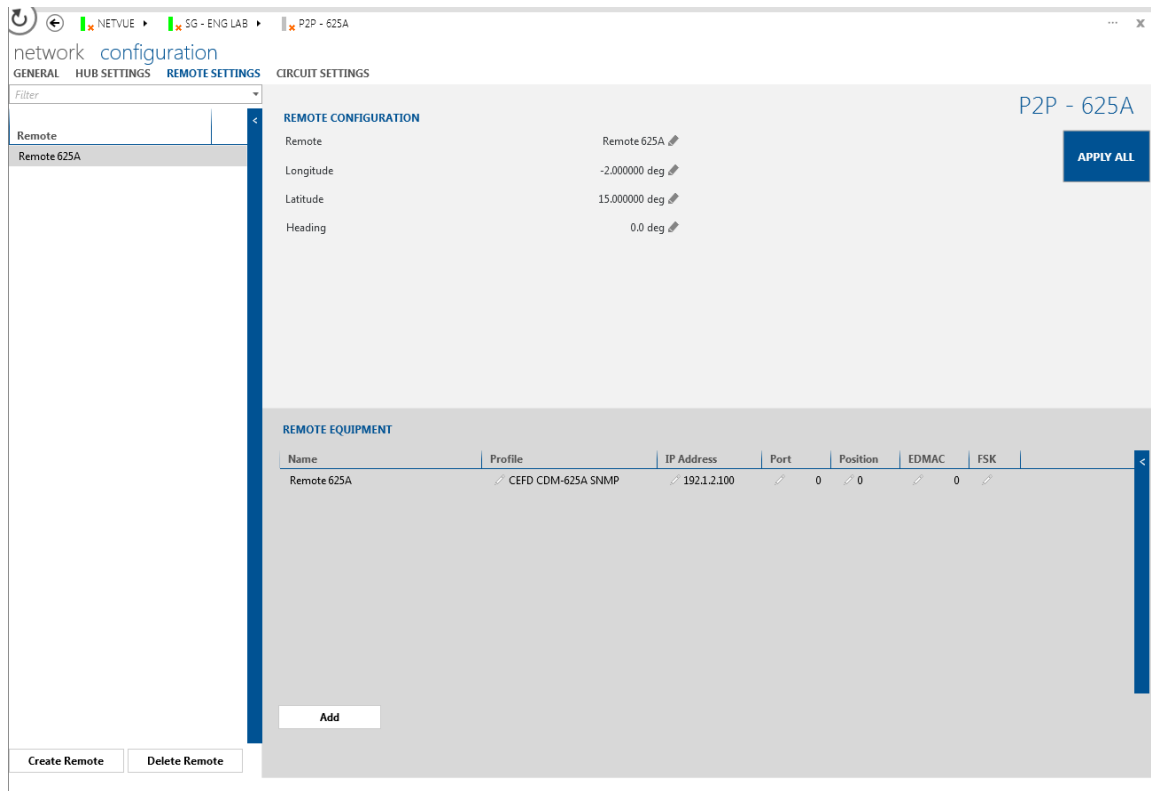 NETVUE SG - ENG LAB P2P - 625A ... X
network configuration
GENERAL HUB SETTINGS REMOTE SETTINGS CIRCUIT SETTINGS
Filter
P2P - 625A
REMOTE CONFIGURATION
APPLY ALL
Remote
Remote 625A
Remote Remote 625A
Longitude -2.000000 deg
Latitude 15.000000 deg
Heading 0.0 deg
REMOTE EQUIPMENT
Name Profile IP Address Port Position EDMAC FSK
Remote 625A CEFD CDM-625A SNMP 192.1.2.100 0 0 0
Add
Create Remote Delete Remote